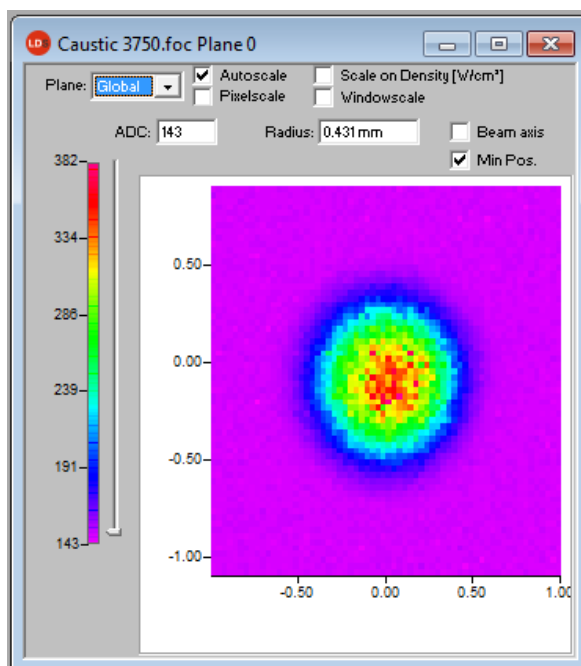 LDS Caustic 3750.foc Plane 0
Plane: Global
Autoscale
Scale on Density [W/cm³]
Pixelscale
Windowscale
ADC: 143
Radius: 0.431 mm
Beam axis
Min Pos.
382
334
286
239
191
143
0.50
0.00
-0.50
-1.00
-0.50
0.00
0.50
1.00